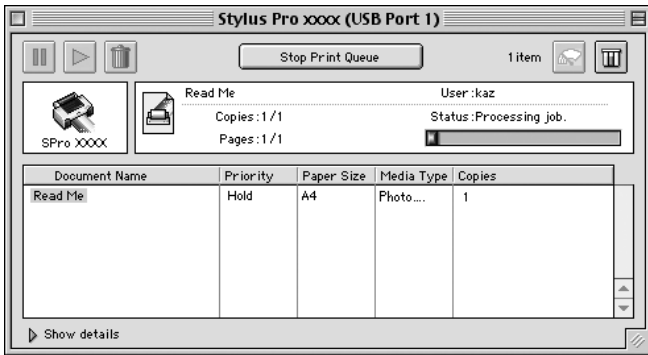 Stylus Pro xxxx (USB Port 1)
Stop Print Queue
1 item
SPro XXXX
Read Me
User :kaz
Copies :1 /1
Status :Processing job.
Pages :1 /1
Document Name Priority Paper Size Media Type Copies
Read Me Hold A4 Photo.... 1
Show details